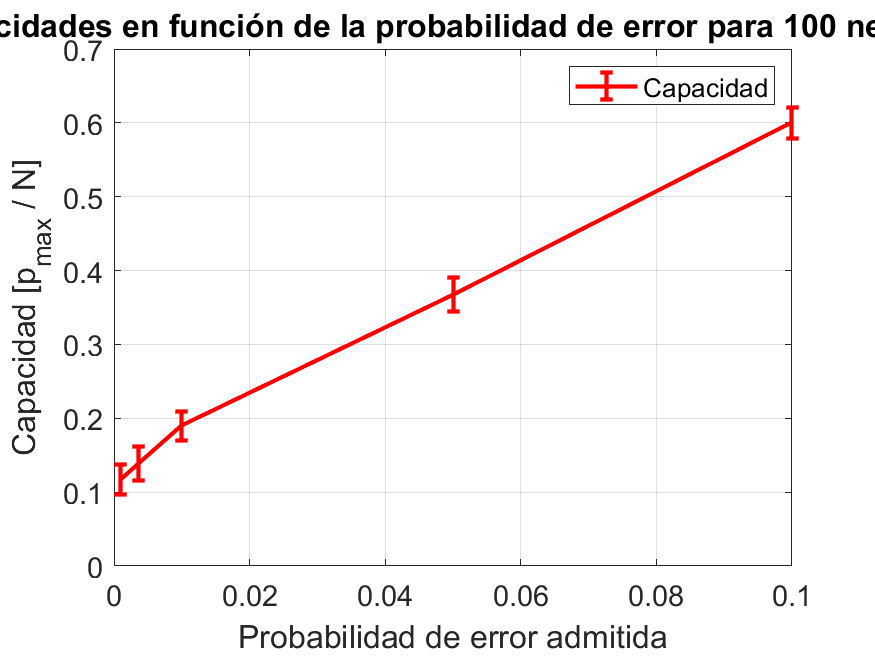 cidades en función de la probabilidad de error para 100 ne
0.7
Capacidad
0.6
0.5
0.4
0.3
0.2
0.1
0
Capacidad [p_max / N]
0 0.02 0.04 0.06 0.08 0.1
Probabilidad de error admitida